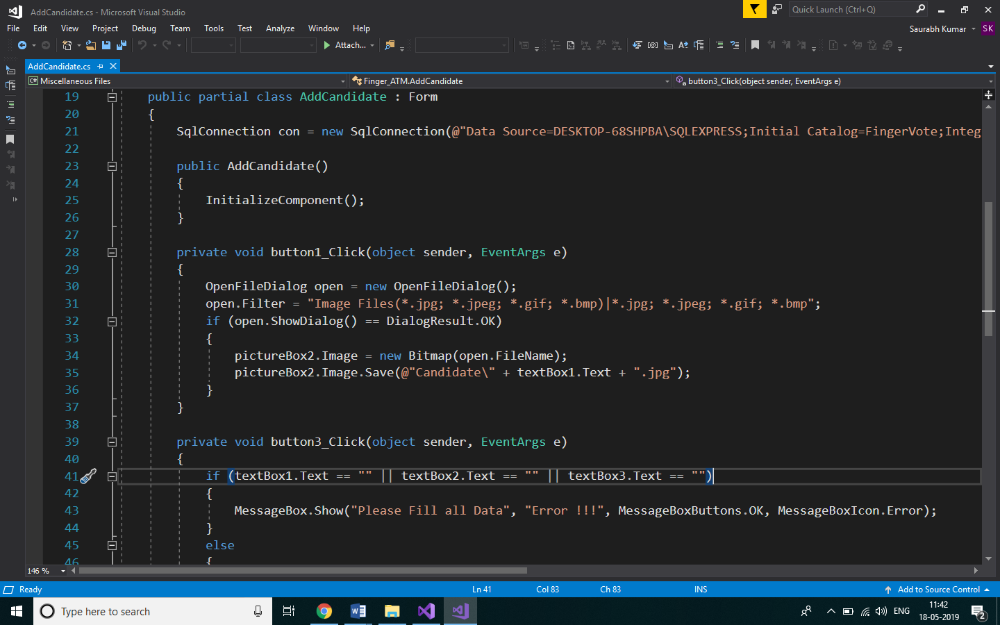 AddCandidate.cs - Microsoft Visual Studio
Quick Launch (Ctrl+Q)
File Edit View Project Debug Team Tools Test Analyze Window Help
Saurabh Kumar SK
Attach...
AddCandidate.cs
C# Miscellaneous Files Finger_ATM.AddCandidate button3_Click(object sender, EventArgs e)
19 public partial class AddCandidate : Form
20 {
21 SqlConnection con = new SqlConnection(@"Data Source=DESKTOP-68SHPBA\SQLEXPRESS;Initial Catalog=FingerVote;Integ
22
23 public AddCandidate()
24 {
25 InitializeComponent();
26 }
27
28 private void button1_Click(object sender, EventArgs e)
29 {
30 OpenFileDialog open = new OpenFileDialog();
31 open.Filter = "Image Files(*.jpg; *.jpeg; *.gif; *.bmp)|*.jpg; *.jpeg; *.gif; *.bmp";
32 if (open.ShowDialog() == DialogResult.OK)
33 {
34 pictureBox2.Image = new Bitmap(open.FileName);
35 pictureBox2.Image.Save(@"Candidate\" + textBox1.Text + ".jpg");
36 }
37 }
38
39 private void button3_Click(object sender, EventArgs e)
40 {
41 if (textBox1.Text == "" || textBox2.Text == "" || textBox3.Text == "")
42 {
43 MessageBox.Show("Please Fill all Data", "Error !!!", MessageBoxButtons.OK, MessageBoxIcon.Error);
44 }
45 else
46 {
146 %
Ready Ln 41 Col 83 Ch 83 INS Add to Source Control
Type here to search
ENG
11:42
18-05-2019
2